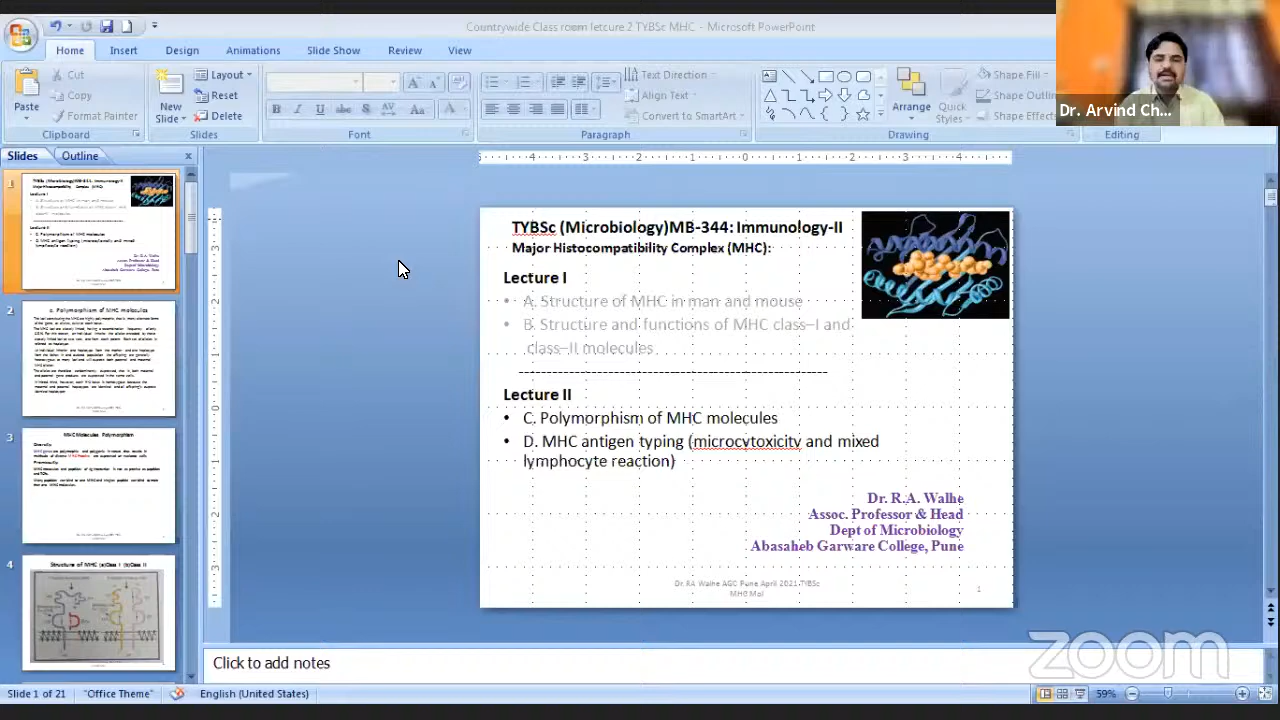 Countrywide Class room letcure 2 TYBSc MHC - Microsoft PowerPoint
Home Insert Design Animations Slide Show Review View
Cut
Copy
Format Painter
Paste
Clipboard
New
Slide
Layout
Reset
Delete
Slides
Font
Text Direction
Align Text
Convert to SmartArt
Paragraph
Arrange
Quick
Styles
Shape Fill
Shape Outline
Shape Effects
Drawing
Editing
Dr. Arvind Ch...
Slides Outline
1
2
c. Polymorphism of MHC molecules
3
MHC Molecules Polymorphism
4
Structure of MHC (a)Class I (b)Class II
TYBSc (Microbiology)MB-344: Immunology-II
Major Histocompatibility Complex (MHC):
Lecture I
• A. Structure of MHC in man and mouse
• B. Structure and functions of
class-II molecules
Lecture II
• C. Polymorphism of MHC molecules
• D. MHC antigen typing (microcytoxicity and mixed
lymphocyte reaction)
Dr. R.A. Walhe
Assoc. Professor & Head
Dept of Microbiology
Abasaheb Garware College, Pune
Dr. RA Walhe AGC Pune April 2021 TYBSc
MHC Mol
1
zoom
Click to add notes
Slide 1 of 21 "Office Theme" English (United States) 59%